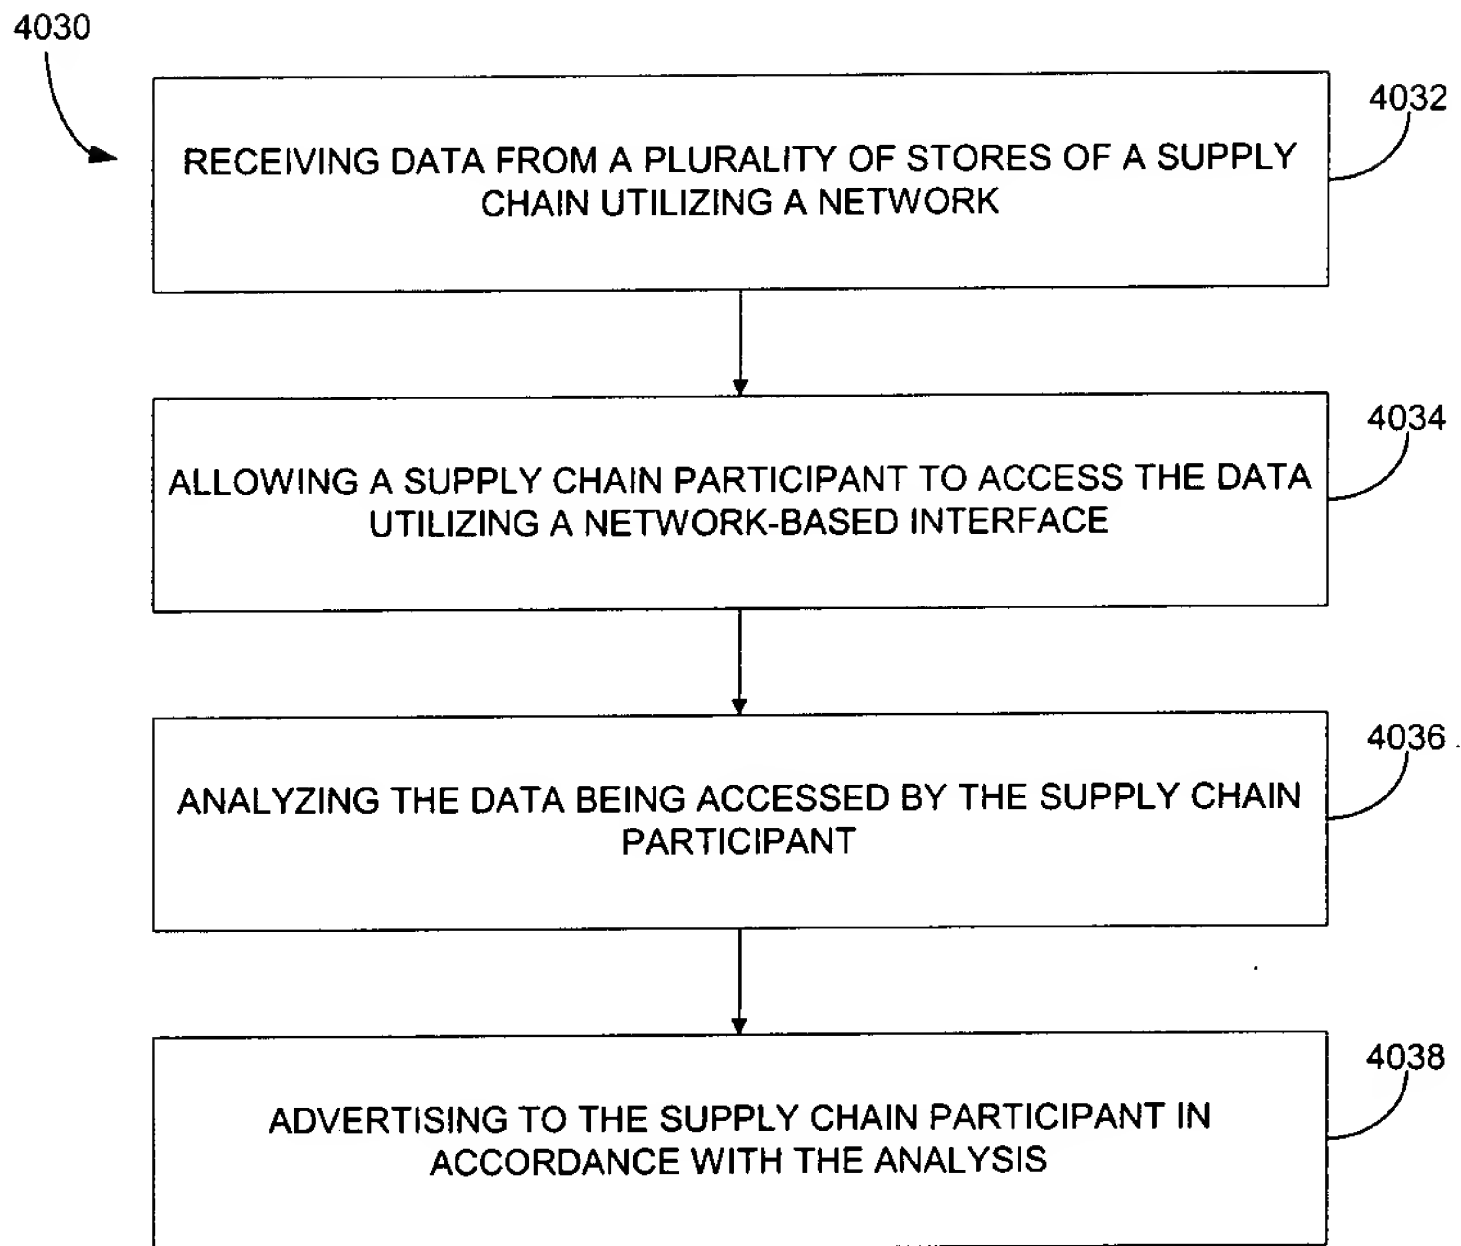 4030
4032
RECEIVING DATA FROM A PLURALITY OF STORES OF A SUPPLY
CHAIN UTILIZING A NETWORK
4034
ALLOWING A SUPPLY CHAIN PARTICIPANT TO ACCESS THE DATA
UTILIZING A NETWORK-BASED INTERFACE
4036
ANALYZING THE DATA BEING ACCESSED BY THE SUPPLY CHAIN
PARTICIPANT
4038
ADVERTISING TO THE SUPPLY CHAIN PARTICIPANT IN
ACCORDANCE WITH THE ANALYSIS